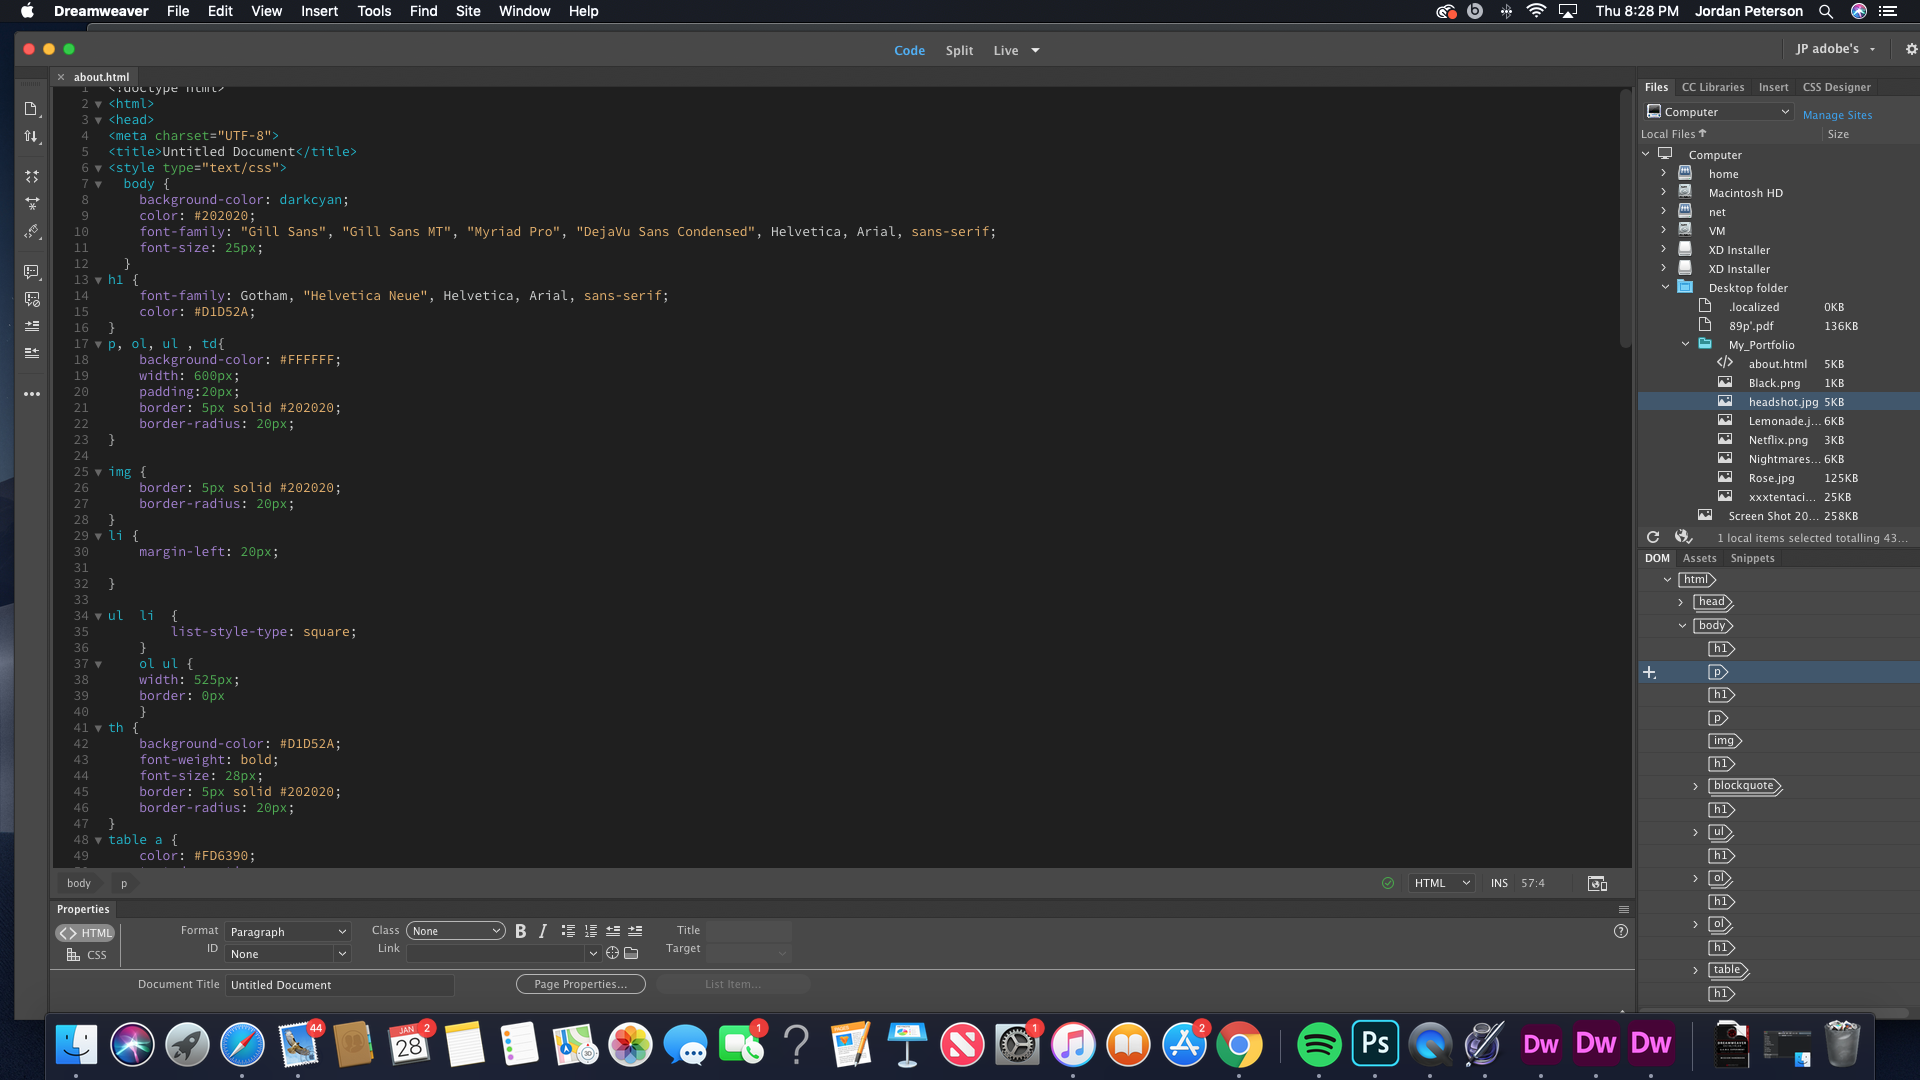 Dreamweaver File Edit View Insert Tools Find Site Window Help
Thu 8:28 PM Jordan Peterson
Code Split Live
JP adobe's
about.html
1 <!doctype html>
2 <html>
3 <head>
4 <meta charset="UTF-8">
5 <title>Untitled Document</title>
6 <style type="text/css">
7 body {
8 background-color: darkcyan;
9 color: #202020;
10 font-family: "Gill Sans", "Gill Sans MT", "Myriad Pro", "DejaVu Sans Condensed", Helvetica, Arial, sans-serif;
11 font-size: 25px;
12 }
13 h1 {
14 font-family: Gotham, "Helvetica Neue", Helvetica, Arial, sans-serif;
15 color: #D1D52A;
16 }
17 p, ol, ul , td{
18 background-color: #FFFFFF;
19 width: 600px;
20 padding:20px;
21 border: 5px solid #202020;
22 border-radius: 20px;
23 }
24
25 img {
26 border: 5px solid #202020;
27 border-radius: 20px;
28 }
29 li {
30 margin-left: 20px;
31
32 }
33
34 ul li {
35 list-style-type: square;
36 }
37 ol ul {
38 width: 525px;
39 border: 0px
40 }
41 th {
42 background-color: #D1D52A;
43 font-weight: bold;
44 font-size: 28px;
45 border: 5px solid #202020;
46 border-radius: 20px;
47 }
48 table a {
49 color: #FD6390;
body p
HTML INS 57:4
Files CC Libraries Insert CSS Designer
Computer Manage Sites
Local Files Size
Computer
home
Macintosh HD
net
VM
XD Installer
XD Installer
Desktop folder
.localized 0KB
89p'.pdf 136KB
My_Portfolio
about.html 5KB
Black.png 1KB
headshot.jpg 5KB
Lemonade.j... 6KB
Netflix.png 3KB
Nightmares... 6KB
Rose.jpg 125KB
xxxtentaci... 25KB
Screen Shot 20... 258KB
1 local items selected totalling 43...
DOM Assets Snippets
html
head
body
h1
p
h1
p
img
h1
blockquote
h1
ul
h1
ol
h1
ol
h1
table
h1
Properties
HTML Format Paragraph Class None B I Title
CSS ID None Link Target
Document Title Untitled Document Page Properties... List Item...
44 JAN 28 2 3D 1 ? 1 2 Ps Dw Dw Dw